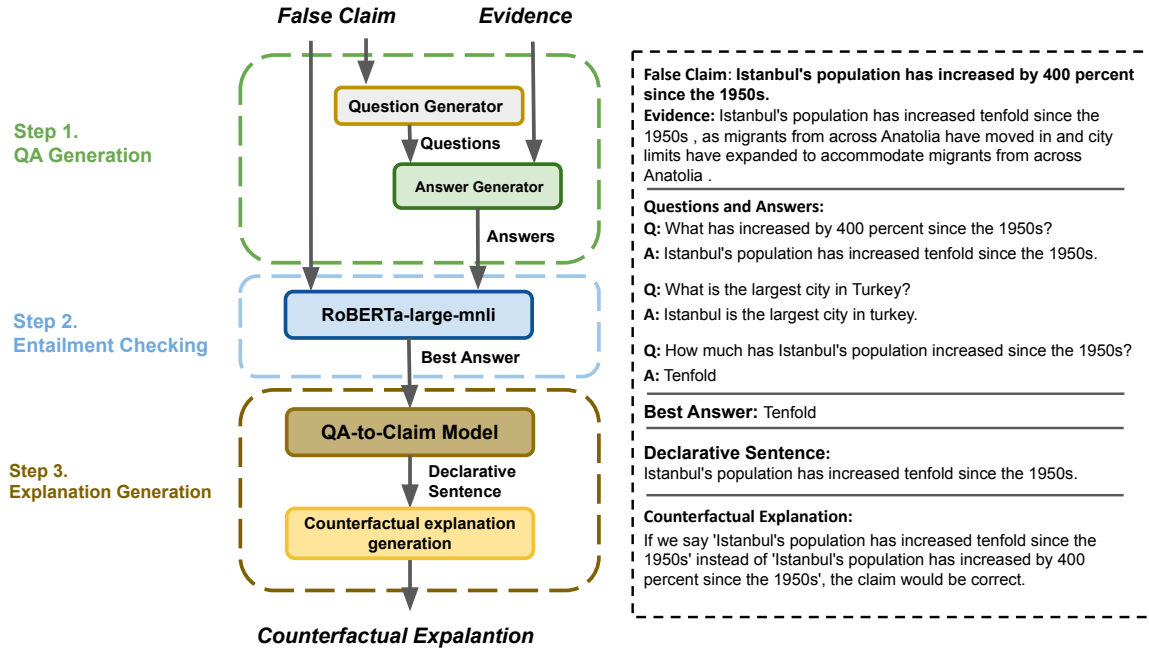 False Claim
Evidence
Step 1.
QA Generation
Question Generator
Questions
Answer Generator
Answers
Step 2.
Entailment Checking
RoBERTa-large-mnli
Best Answer
Step 3.
Explanation Generation
QA-to-Claim Model
Declarative
Sentence
Counterfactual explanation
generation
Counterfactual Expalantion
False Claim: Istanbul's population has increased by 400 percent
since the 1950s.
Evidence: Istanbul's population has increased tenfold since the
1950s , as migrants from across Anatolia have moved in and city
limits have expanded to accommodate migrants from across
Anatolia .
Questions and Answers:
Q: What has increased by 400 percent since the 1950s?
A: Istanbul's population has increased tenfold since the 1950s.
Q: What is the largest city in Turkey?
A: Istanbul is the largest city in turkey.
Q: How much has Istanbul's population increased since the 1950s?
A: Tenfold
Best Answer: Tenfold
Declarative Sentence:
Istanbul's population has increased tenfold since the 1950s.
Counterfactual Explanation:
If we say 'Istanbul's population has increased tenfold since the
1950s' instead of 'Istanbul's population has increased by 400
percent since the 1950s', the claim would be correct.